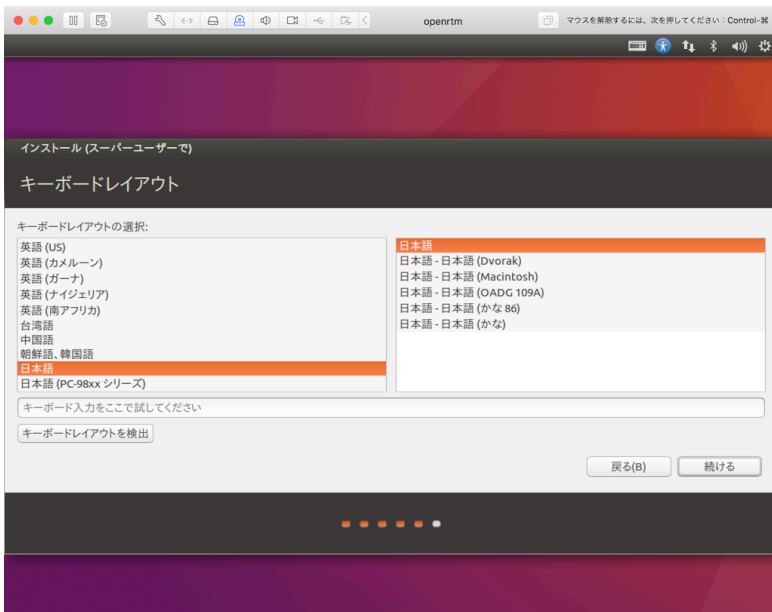 openrtm
マウスを解除するには、次を押してください：Control-⌘
インストール (スーパーユーザーで)
キーボードレイアウト
キーボードレイアウトの選択:
英語 (US)
英語 (カメルーン)
英語 (ガーナ)
英語 (ナイジェリア)
英語 (南アフリカ)
台湾語
中国語
朝鮮語、韓国語
日本語
日本語 (PC-98xx シリーズ)
日本語
日本語 - 日本語 (Dvorak)
日本語 - 日本語 (Macintosh)
日本語 - 日本語 (OADG 109A)
日本語 - 日本語 (かな 86)
日本語 - 日本語 (かな)
キーボード入力をここで試してください
キーボードレイアウトを検出
戻る(B)
続ける